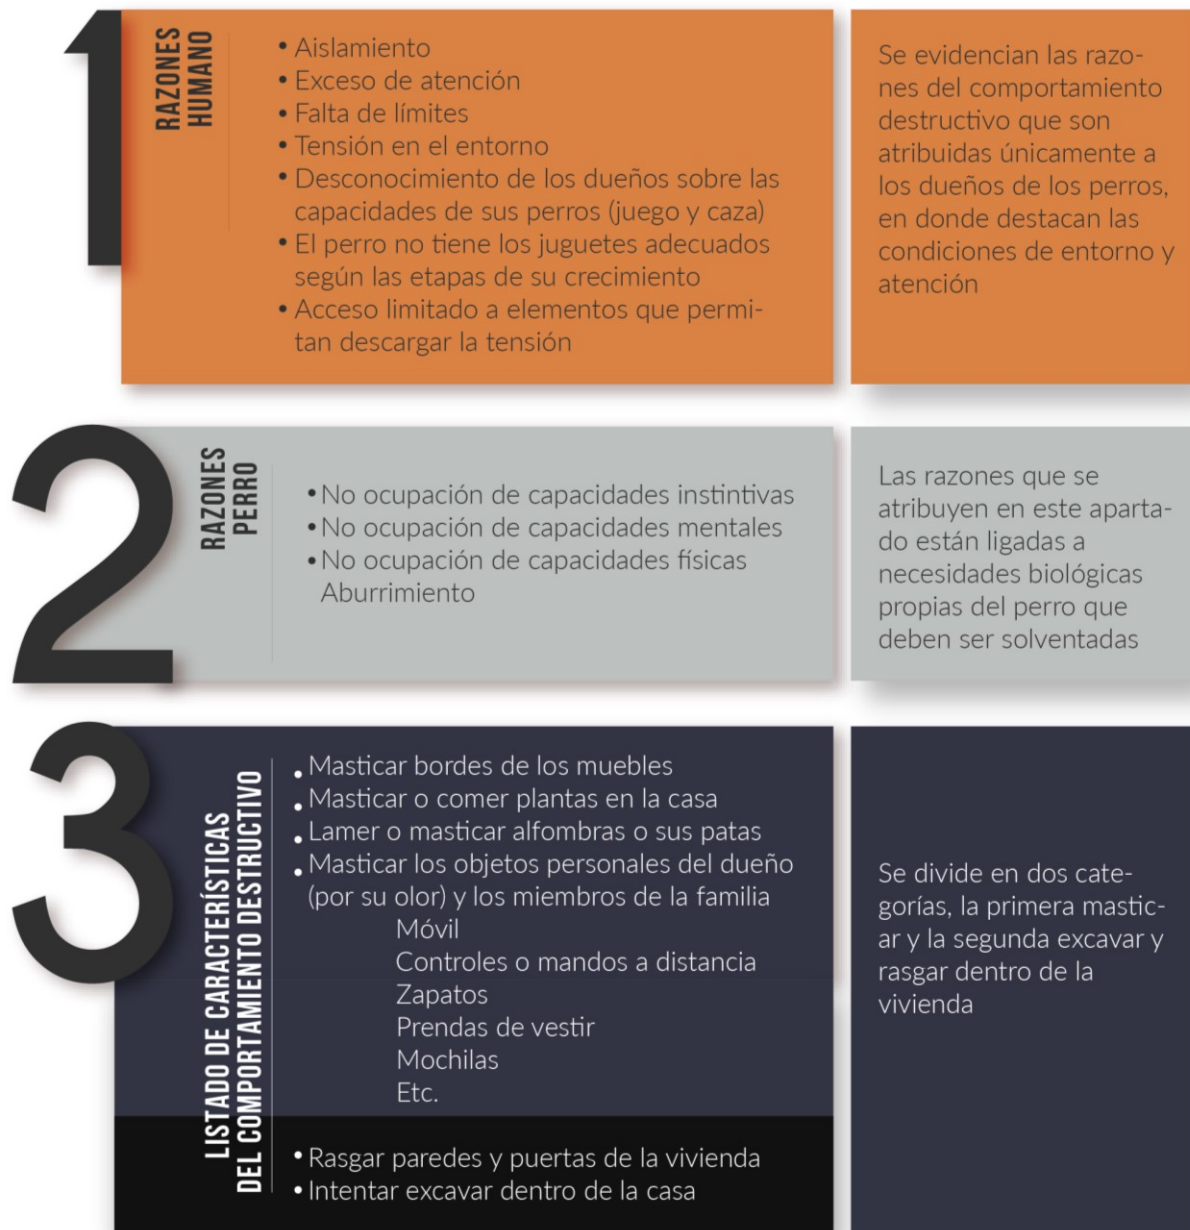 1
RAZONES
HUMANO
• Aislamiento
• Exceso de atención
• Falta de límites
• Tensión en el entorno
• Desconocimiento de los dueños sobre las
capacidades de sus perros (juego y caza)
• El perro no tiene los juguetes adecuados
según las etapas de su crecimiento
• Acceso limitado a elementos que permi-
tan descargar la tensión
Se evidencian las razo-
nes del comportamiento
destructivo que son
atribuidas únicamente a
los dueños de los perros,
en donde destacan las
condiciones de entorno y
atención
2
RAZONES
PERRO
• No ocupación de capacidades instintivas
• No ocupación de capacidades mentales
• No ocupación de capacidades físicas
Aburrimiento
Las razones que se
atribuyen en este aparta-
do están ligadas a
necesidades biológicas
propias del perro que
deben ser solventadas
3
LISTADO DE CARACTERÍSTICAS
DEL COMPORTAMIENTO DESTRUCTIVO
• Masticar bordes de los muebles
• Masticar o comer plantas en la casa
• Lamer o masticar alfombras o sus patas
• Masticar los objetos personales del dueño
(por su olor) y los miembros de la familia
Móvil
Controles o mandos a distancia
Zapatos
Prendas de vestir
Mochilas
Etc.
• Rasgar paredes y puertas de la vivienda
• Intentar excavar dentro de la casa
Se divide en dos cate-
gorías, la primera mastic-
ar y la segunda excavar y
rasgar dentro de la
vivienda